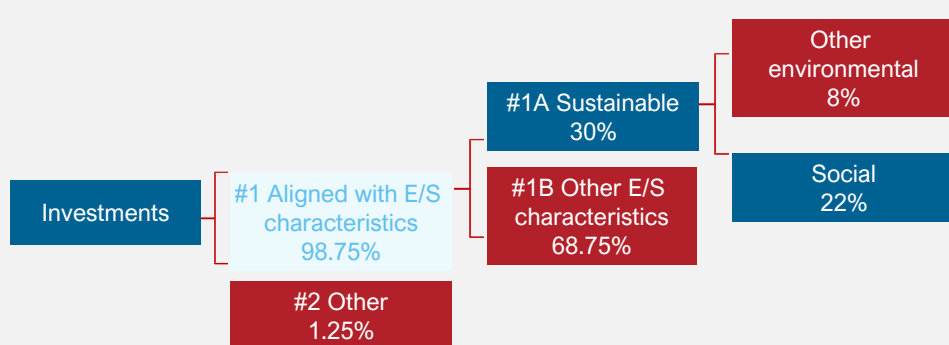 Investments
#1 Aligned with E/S
characteristics
98.75%
#2 Other
1.25%
#1A Sustainable
30%
#1B Other E/S
characteristics
68.75%
Other
environmental
8%
Social
22%